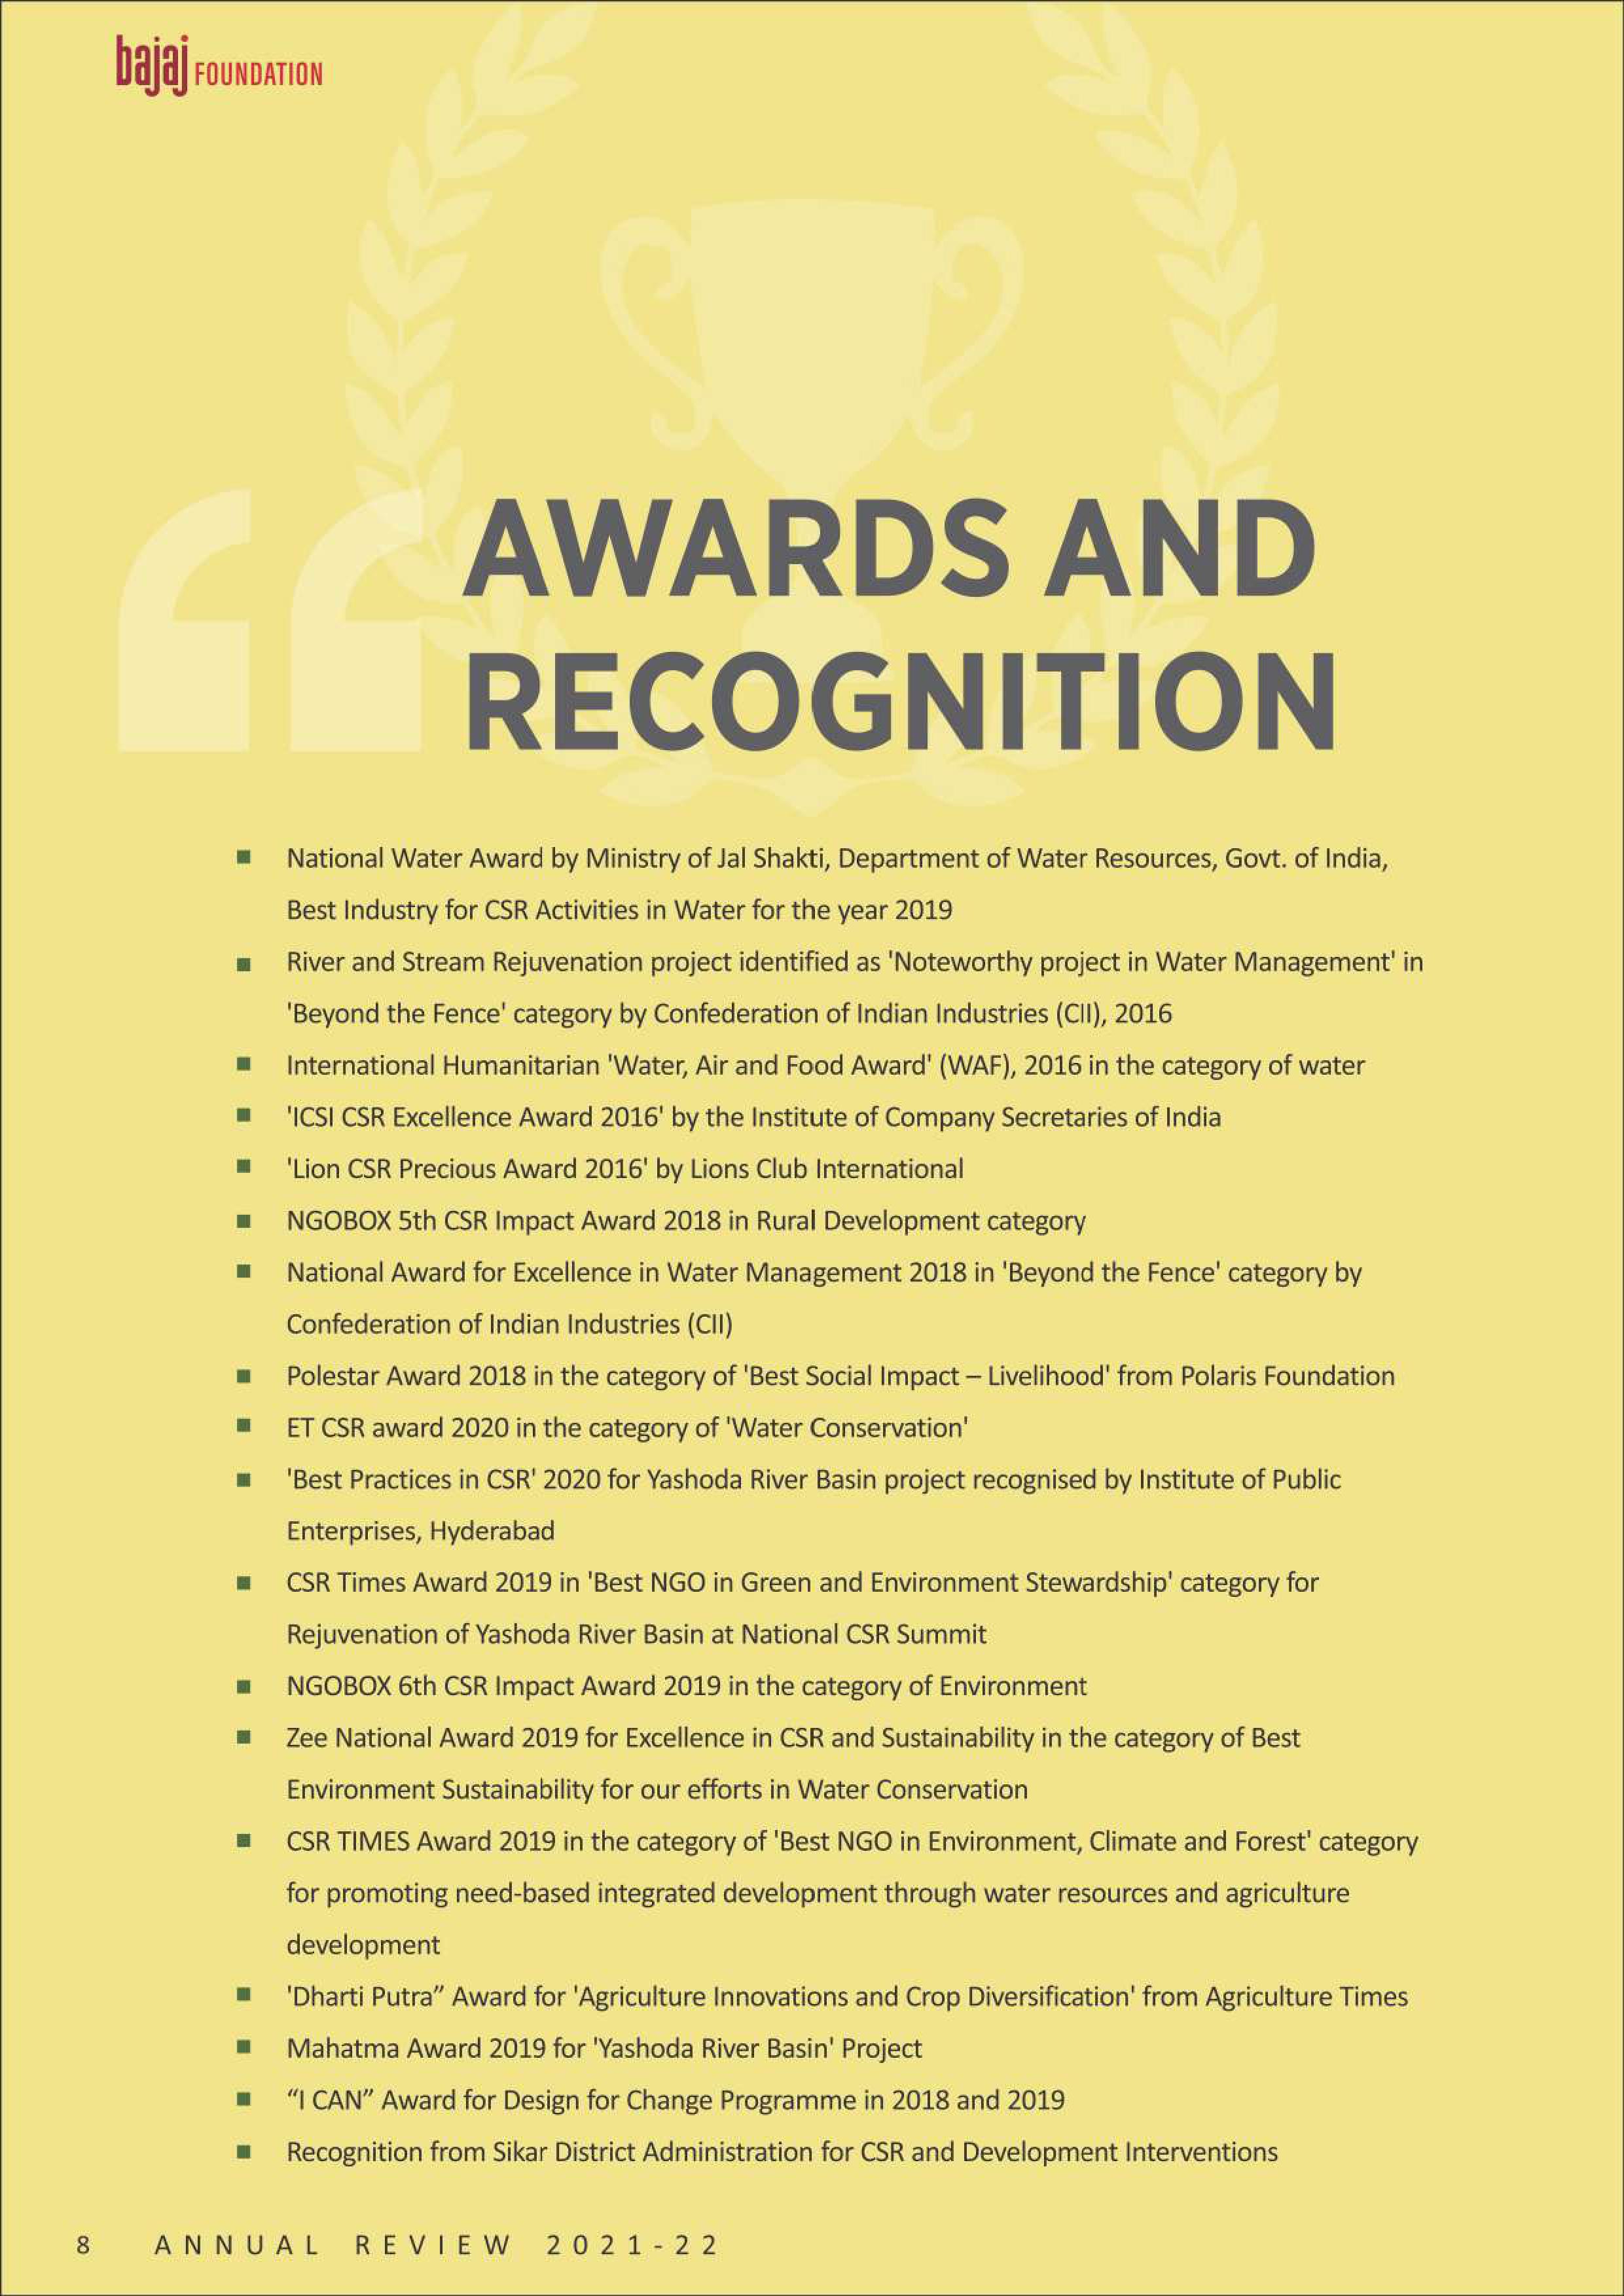 bajaj FOUNDATION
AWARDS AND
RECOGNITION
■ National Water Award by Ministry of Jal Shakti, Department of Water Resources, Govt. of India,
Best Industry for CSR Activities in Water for the year 2019
■ River and Stream Rejuvenation project identified as 'Noteworthy project in Water Management' in
'Beyond the Fence' category by Confederation of Indian Industries (CII), 2016
■ International Humanitarian 'Water, Air and Food Award' (WAF), 2016 in the category of water
■ 'ICSI CSR Excellence Award 2016' by the Institute of Company Secretaries of India
■ 'Lion CSR Precious Award 2016' by Lions Club International
■ NGOBOX 5th CSR Impact Award 2018 in Rural Development category
■ National Award for Excellence in Water Management 2018 in 'Beyond the Fence' category by
Confederation of Indian Industries (CII)
■ Polestar Award 2018 in the category of 'Best Social Impact – Livelihood' from Polaris Foundation
■ ET CSR award 2020 in the category of 'Water Conservation'
■ 'Best Practices in CSR' 2020 for Yashoda River Basin project recognised by Institute of Public
Enterprises, Hyderabad
■ CSR Times Award 2019 in 'Best NGO in Green and Environment Stewardship' category for
Rejuvenation of Yashoda River Basin at National CSR Summit
■ NGOBOX 6th CSR Impact Award 2019 in the category of Environment
■ Zee National Award 2019 for Excellence in CSR and Sustainability in the category of Best
Environment Sustainability for our efforts in Water Conservation
■ CSR TIMES Award 2019 in the category of 'Best NGO in Environment, Climate and Forest' category
for promoting need-based integrated development through water resources and agriculture
development
■ 'Dharti Putra” Award for 'Agriculture Innovations and Crop Diversification' from Agriculture Times
■ Mahatma Award 2019 for 'Yashoda River Basin' Project
■ “I CAN” Award for Design for Change Programme in 2018 and 2019
■ Recognition from Sikar District Administration for CSR and Development Interventions
8 ANNUAL REVIEW 2021-22